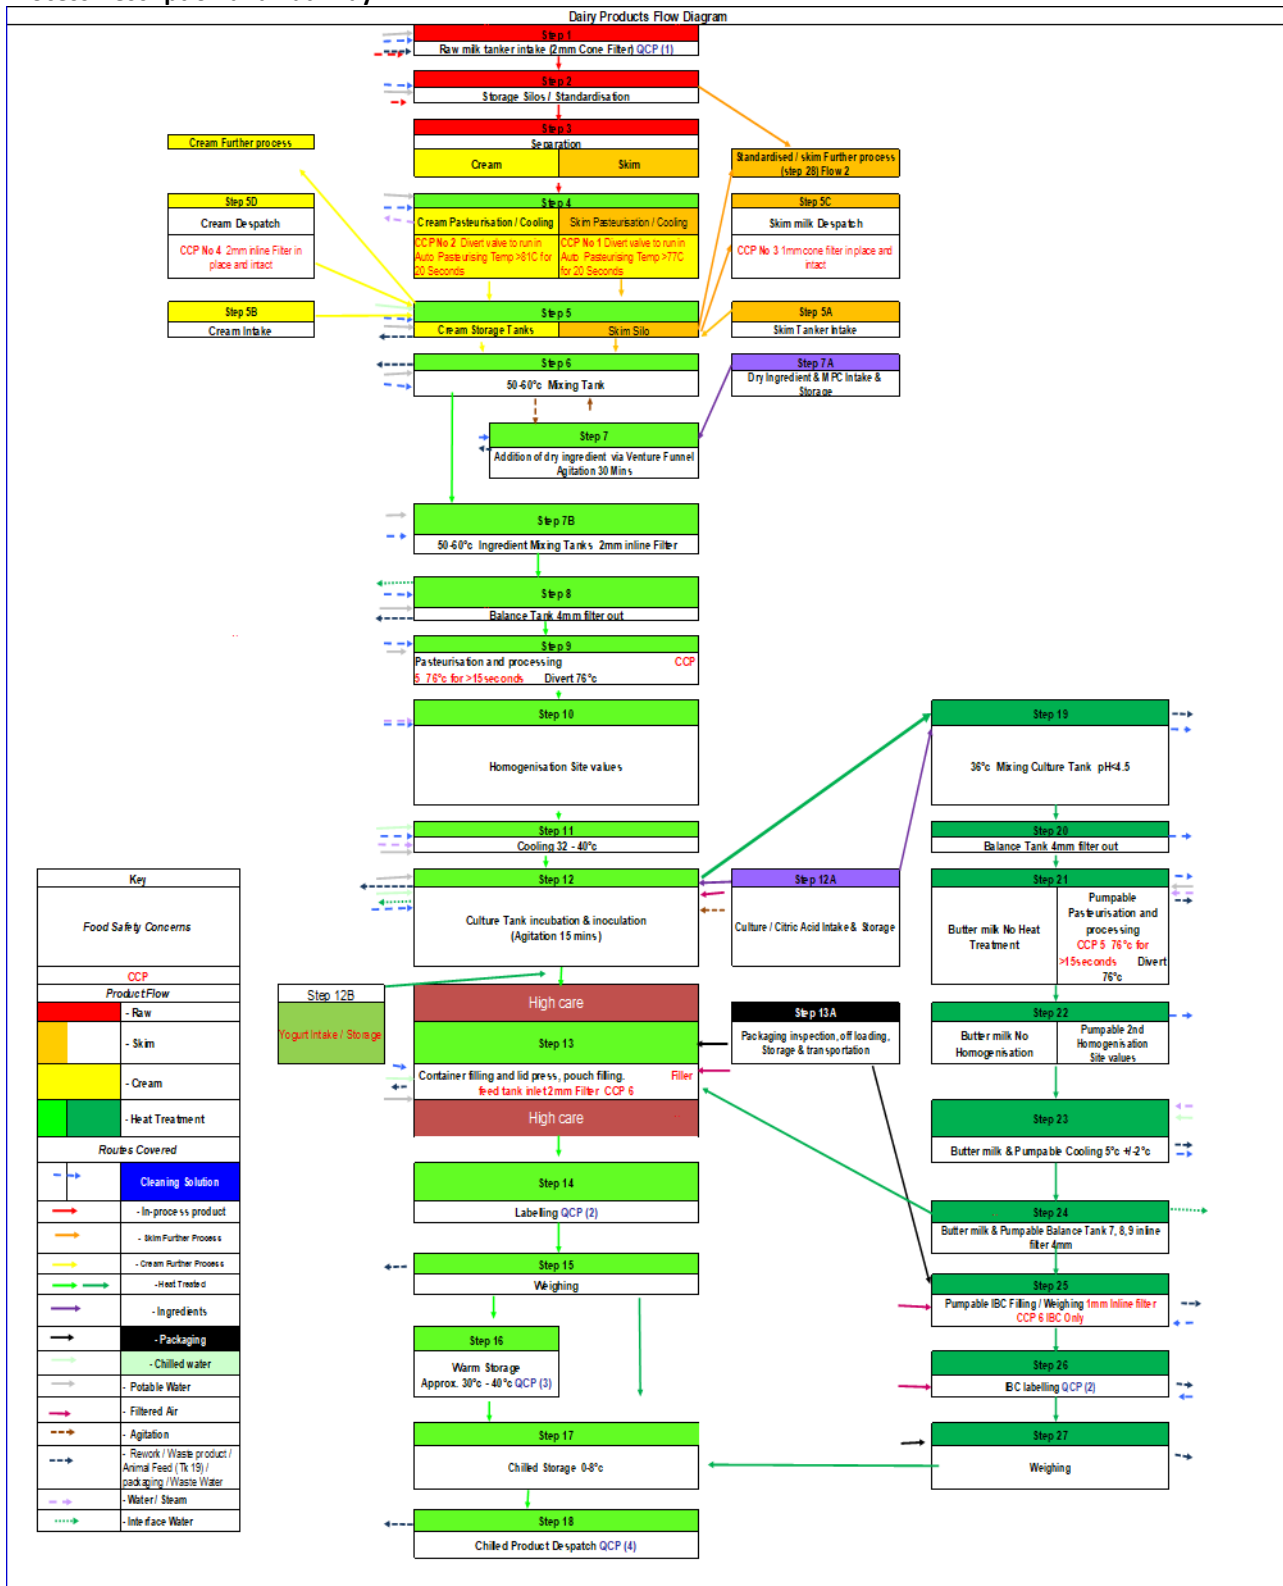 Dairy Products Flow Diagram
Step 1
Raw milk tanker intake (2mm Cone Filter) QCP (1)
Step 2
Storage Silos / Standardisation
Step 3
Separation
Cream
Skim
Cream Further process
Standardised / skim Further process
(step 28) Flow 2
Step 5D
Cream Despatch
CCP No 4 2mm inline Filter in
place and intact
Step 4
Cream Pasteurisation / Cooling
Skim Pasteurisation / Cooling
CCP No 2 Divert valve to run in
Auto Pasteurising Temp >81C for
20 Seconds
CCP No 1 Divert valve to run in
Auto Pasteurising Temp >77C
for 20 Seconds
Step 5C
Skim milk Despatch
CCP No 3 1mm cone filter in place and
intact
Step 5B
Cream Intake
Step 5
Cream Storage Tanks
Skim Silo
Step 5A
Skim Tanker Intake
Step 6
50-60°c Mixing Tank
Step 7A
Dry Ingredient & MPC Intake &
Storage
Step 7
Addition of dry ingredient via Venture Funnel
Agitation 30 Mins
Step 7B
50-60°c Ingredient Mixing Tanks 2mm inline Filter
Step 8
Balance Tank 4mm filter out
Step 9
Pasteurisation and processing CCP
5 76°c for >15seconds Divert 76°c
Step 10
Homogenisation Site values
Step 11
Cooling 32 - 40°c
Step 12
Culture Tank incubation & inoculation
(Agitation 15 mins)
Step 12A
Culture / Citric Acid Intake & Storage
Step 12B
Yogurt Intake / Storage
High care
Step 13
Container filling and lid press, pouch filling. Filler
feed tank inlet 2mm Filter CCP 6
High care
Step 13A
Packaging inspection, off loading,
Storage & transportation
Step 14
Labelling QCP (2)
Step 15
Weighing
Step 16
Warm Storage
Approx. 30°c - 40°c QCP (3)
Step 17
Chilled Storage 0-8°c
Step 18
Chilled Product Despatch QCP (4)
Step 19
36°c Mixing Culture Tank pH<4.5
Step 20
Balance Tank 4mm filter out
Step 21
Butter milk No Heat
Treatment
Pumpable
Pasteurisation and
processing
CCP 5 76°c for
>15seconds Divert
76°c
Step 22
Butter milk No
Homogenisation
Pumpable 2nd
Homogenisation
Site values
Step 23
Butter milk & Pumpable Cooling 5°c +/-2°c
Step 24
Butter milk & Pumpable Balance Tank 7, 8, 9 inline
filter 4mm
Step 25
Pumpable IBC Filling / Weighing 1mm Inline filter
CCP 6 IBC Only
Step 26
IBC labelling QCP (2)
Step 27
Weighing
Key
Food Safety Concerns
CCP
Product Flow
- Raw
- Skim
- Cream
- Heat Treatment
Routes Covered
Cleaning Solution
- In-process product
- Skim Further Process
- Cream Further Process
- Heat Treated
- Ingredients
- Packaging
- Chilled water
- Potable Water
- Filtered Air
- Agitation
- Rework / Waste product /
Animal Feed (Tk 19) /
packaging / Waste Water
- Water / Steam
- Interface Water